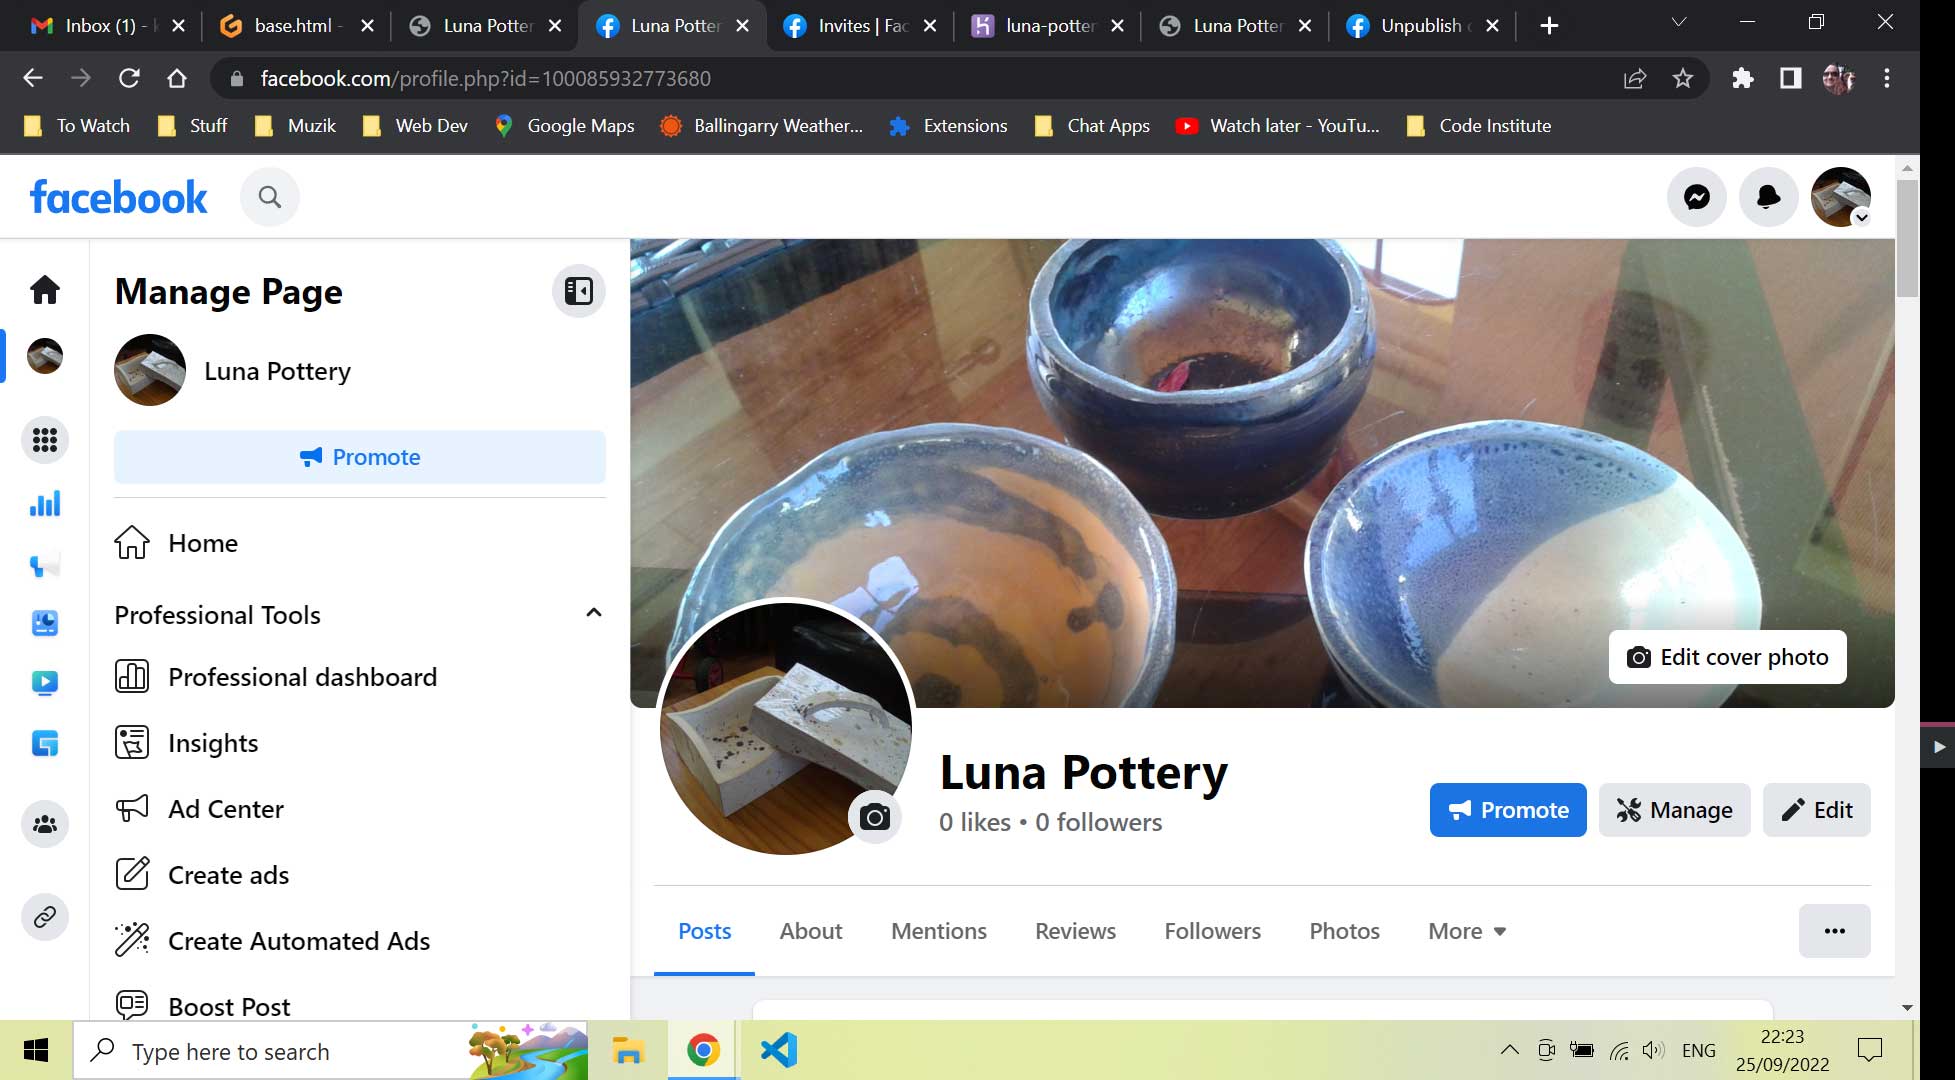 Inbox (1) - k
base.html -
Luna Potter
Luna Potter
Invites | Fac
luna-potter
Luna Potter
Unpublish o
facebook.com/profile.php?id=100085932773680
To Watch
Stuff
Muzik
Web Dev
Google Maps
Ballingarry Weather...
Extensions
Chat Apps
Watch later - YouTu...
Code Institute
facebook
Manage Page
Luna Pottery
Promote
Home
Professional Tools
Professional dashboard
Insights
Ad Center
Create ads
Create Automated Ads
Boost Post
Edit cover photo
Luna Pottery
0 likes • 0 followers
Promote
Manage
Edit
Posts
About
Mentions
Reviews
Followers
Photos
More
Type here to search
ENG
22:23
25/09/2022